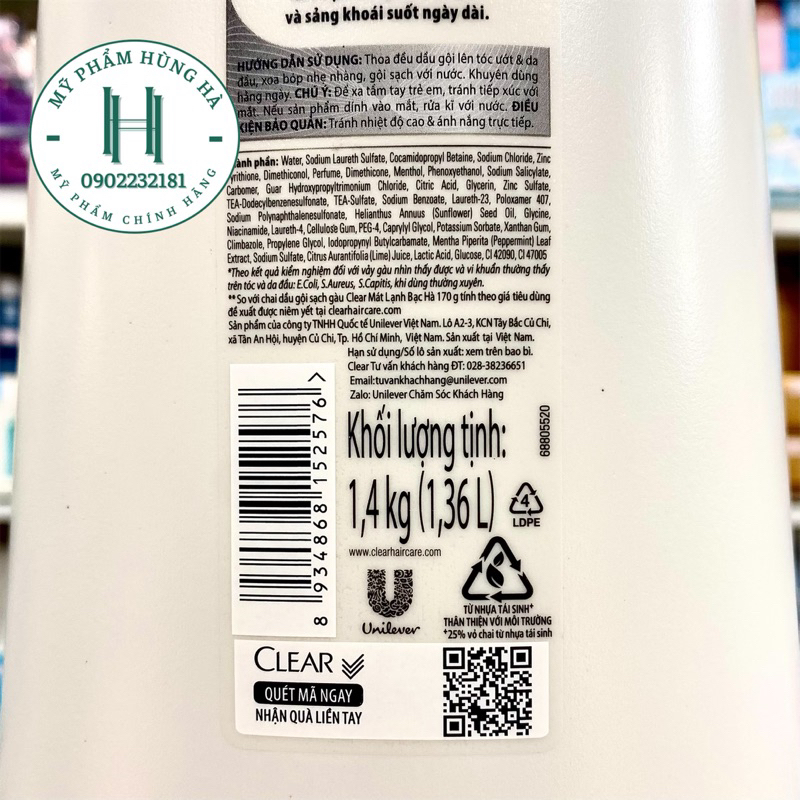 và sảng khoái suốt ngày dài.
HƯỚNG DẪN SỬ DỤNG: Thoa đều dầu gội lên tóc ướt & da
đầu, xoa bóp nhẹ nhàng, gội sạch với nước. Khuyên dùng
hằng ngày. CHÚ Ý: Để xa tầm tay trẻ em, tránh tiếp xúc với
mắt. Nếu sản phẩm dính vào mắt, rửa kĩ với nước. ĐIỀU
KIỆN BẢO QUẢN: Tránh nhiệt độ cao & ánh nắng trực tiếp.
MỸ PHẨM HÙNG HÀ
H
0902232181
MỸ PHẨM CHÍNH HÃNG
Thành phần: Water, Sodium Laureth Sulfate, Cocamidopropyl Betaine, Sodium Chloride, Zinc
Pyrithione, Dimethiconol, Perfume, Dimethicone, Menthol, Phenoxyethanol, Sodium Salicylate,
Carbomer, Guar Hydroxypropyltrimonium Chloride, Citric Acid, Glycerin, Zinc Sulfate,
TEA-Dodecylbenzenesulfonate, TEA-Sulfate, Sodium Benzoate, Laureth-23, Poloxamer 407,
Sodium Polynaphthalenesulfonate, Helianthus Annuus (Sunflower) Seed Oil, Glycine,
Niacinamide, Laureth-4, Cellulose Gum, PEG-4, Caprylyl Glycol, Potassium Sorbate, Xanthan Gum,
Climbazole, Propylene Glycol, Iodopropynyl Butylcarbamate, Mentha Piperita (Peppermint) Leaf
Extract, Sodium Sulfate, Citrus Aurantifolia (Lime) Juice, Lactic Acid, Glucose, CI 42090, CI 47005
*Theo kết quả kiểm nghiệm đối với vảy gàu nhìn thấy được và vi khuẩn thường thấy
trên tóc và da đầu: E.Coli, S.Aureus, S.Capitis, khi dùng thường xuyên.
**So với chai dầu gội sạch gàu Clear Mát Lạnh Bạc Hà 170 g tính theo giá tiêu dùng
đề xuất được niêm yết tại clearhaircare.com
Sản phẩm của công ty TNHH Quốc tế Unilever Việt Nam. Lô A2-3, KCN Tây Bắc Củ Chi,
xã Tân An Hội, huyện Củ Chi, Tp. Hồ Chí Minh, Việt Nam. Sản xuất tại Việt Nam.
Hạn sử dụng/Số lô sản xuất: xem trên bao bì.
Clear Tư vấn khách hàng ĐT: 028-38236651
Email:tuvankhachhang@unilever.com
Zalo: Unilever Chăm Sóc Khách Hàng
8 934868 152576 >
Khối lượng tịnh:
1,4 kg (1,36 L)
68805520
4
LDPE
www.clearhaircare.com
Unilever
TỪ NHỰA TÁI SINH⁺
THÂN THIỆN VỚI MÔI TRƯỜNG
⁺25% vỏ chai từ nhựa tái sinh
CLEAR
QUÉT MÃ NGAY
NHẬN QUÀ LIỀN TAY